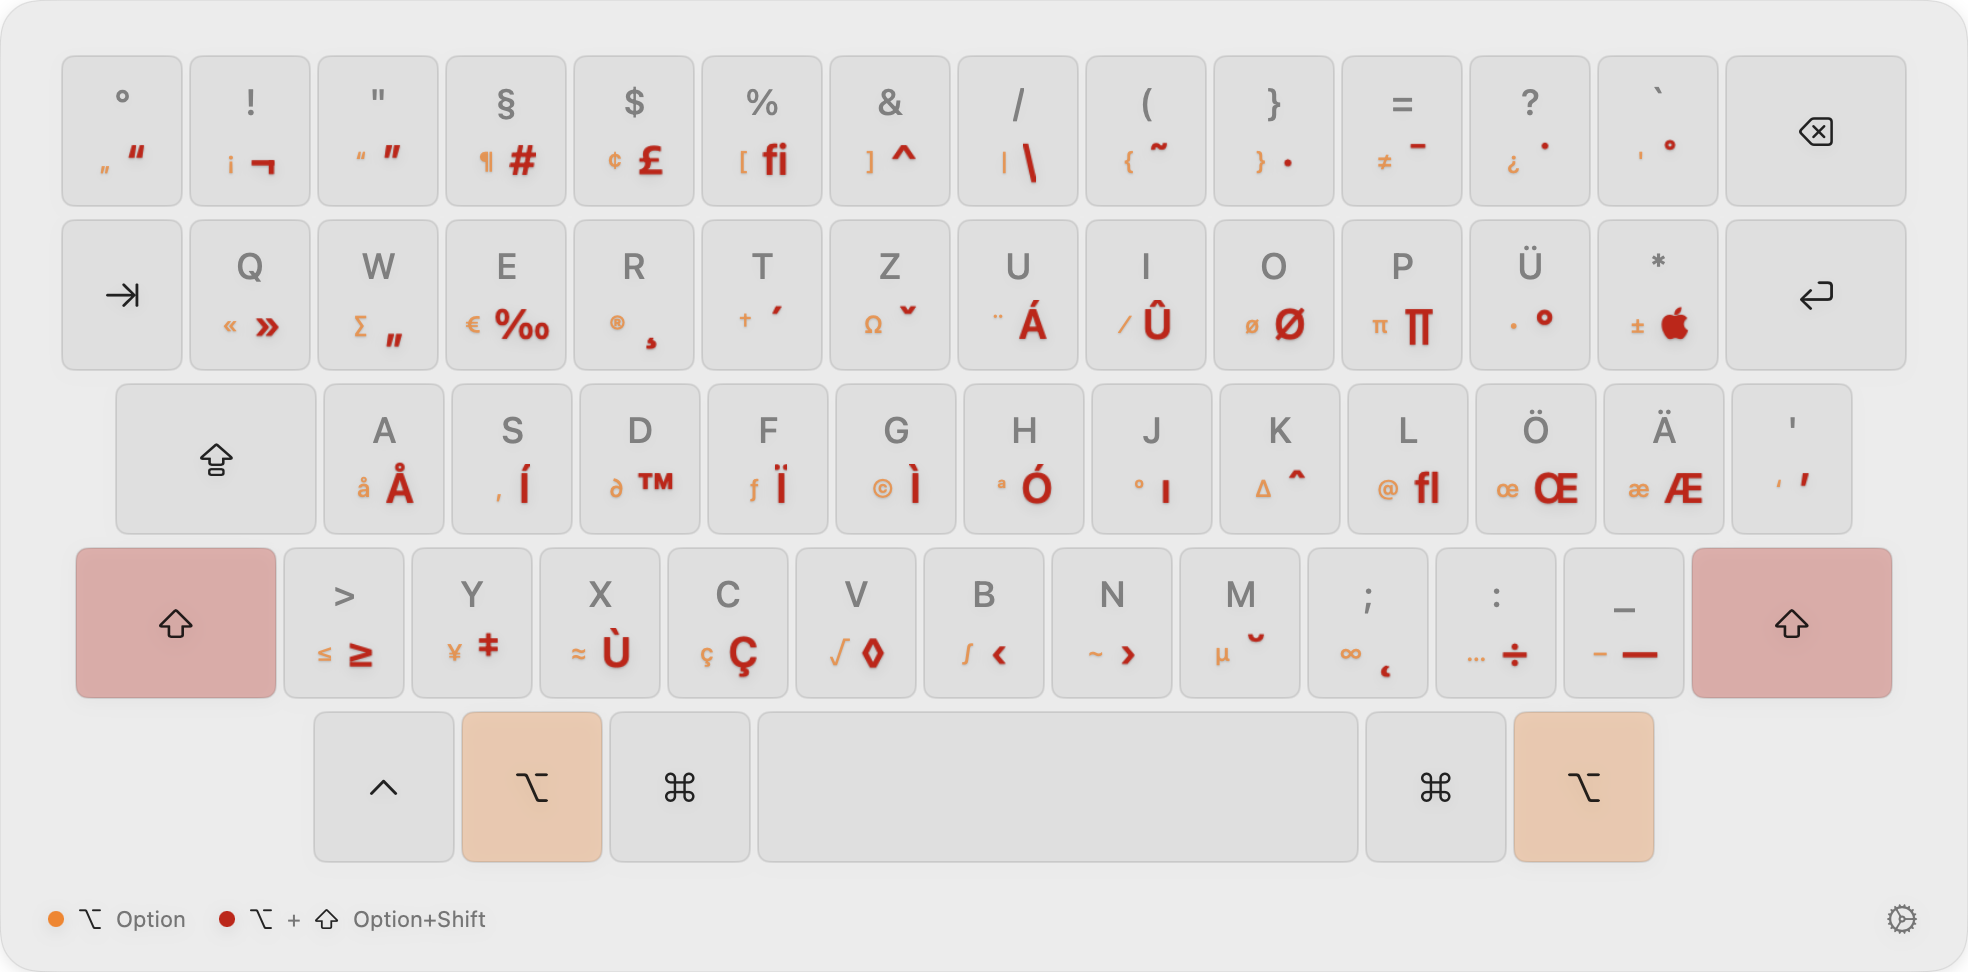 ° ! " § $ % & / ( } = ? `
„ “ ¡ ¬ “ ” ¶ # ¢ £ [ ﬁ ] ^ | \ { ˜ } · ≠ ¯ ¿ ˙ ' ˚
Q W E R T Z U I O P Ü *
« » ∑ „ € ‰ ® ¸ † ´ Ω ˇ ¨ Á ⁄ Û ø Ø π ∏ • ° ± 
A S D F G H J K L Ö Ä '
å Å ‚ Í ∂ ™ ƒ Ï © Ì ª Ó º ı ∆ ˆ @ ﬂ œ Œ æ Æ ‘ ’
> Y X C V B N M ; : _
≤ ≥ ¥ ‡ ≈ Ù ç Ç √ ◊ ∫ ‹ ~ › µ ˘ ∞ ˛ … ÷ – —
^ ⌥ ⌘ ⌘ ⌥
⌥ Option ⌥ + ⇧ Option+Shift